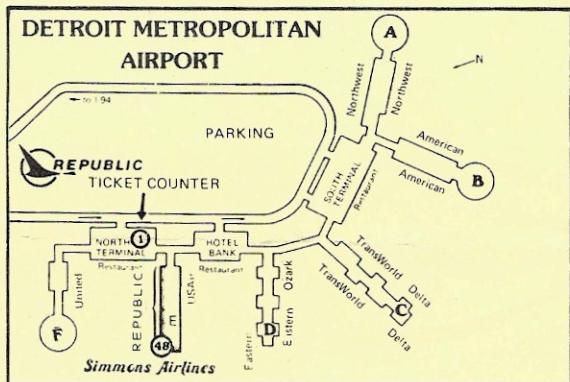 DETROIT METROPOLITAN
AIRPORT
A
N
Northwest
Northwest
to I-94
PARKING
American
American
B
REPUBLIC
TICKET COUNTER
SOUTH
TERMINAL
Restaurant
NORTH
TERMINAL
1
HOTEL
BANK
Restaurant
Restaurant
TransWorld
TransWorld
Delta
Delta
C
United
F
REPUBLIC
E
USAir
48
Ozark
Eastern
Eastern
D
Simmons Airlines